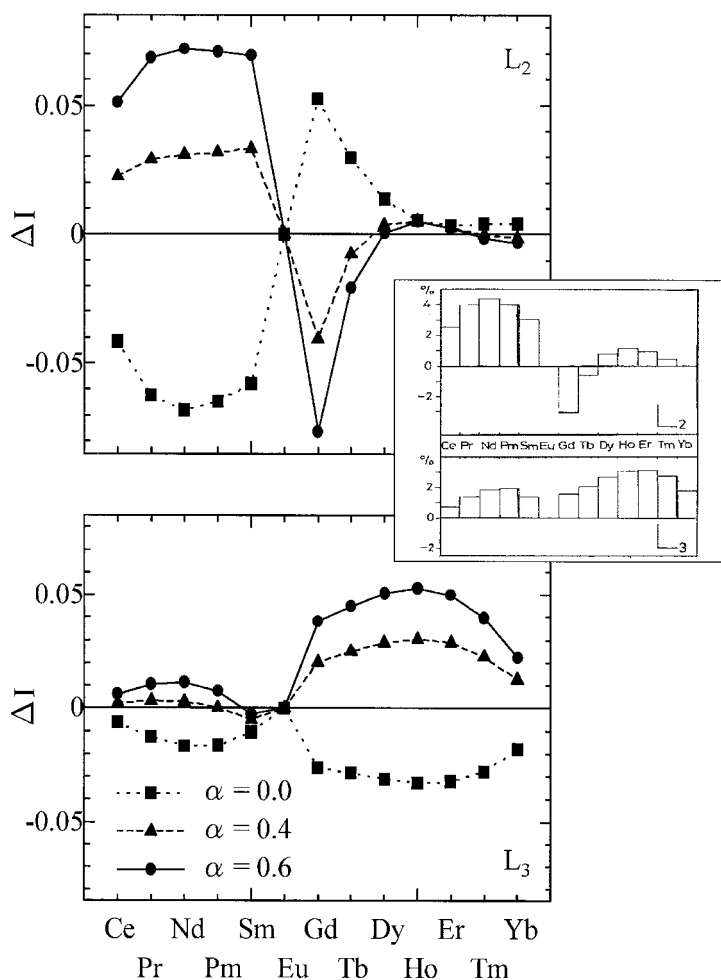 L2
0.05
0
-0.05
ΔI
%
4
2
0
-2
2
Ce Pr Nd Pm Sm Eu Gd Tb Dy Ho Er Tm Yb
%
2
0
-2
3
0.05
0
-0.05
ΔI
α = 0.0
α = 0.4
α = 0.6
L3
Ce Nd Sm Gd Dy Er Yb
Pr Pm Eu Tb Ho Tm